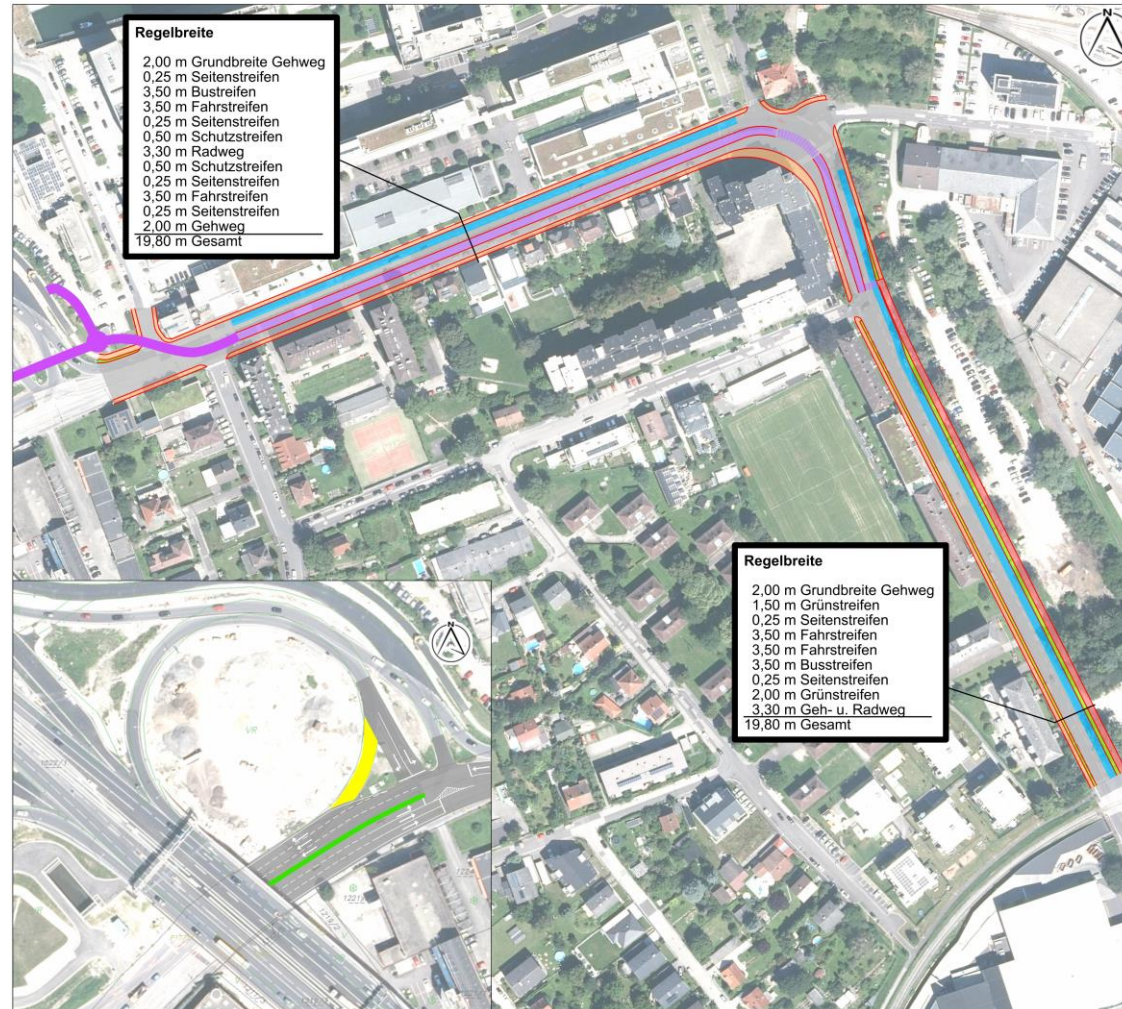 Regelbreite
2,00 m Grundbreite Gehweg
0,25 m Seitenstreifen
3,50 m Bustreifen
3,50 m Fahrstreifen
0,25 m Seitenstreifen
0,50 m Schutzstreifen
3,30 m Radweg
0,50 m Schutzstreifen
0,25 m Seitenstreifen
3,50 m Fahrstreifen
0,25 m Seitenstreifen
2,00 m Gehweg
19,80 m Gesamt
N
Regelbreite
2,00 m Grundbreite Gehweg
1,50 m Grünstreifen
0,25 m Seitenstreifen
3,50 m Fahrstreifen
3,50 m Fahrstreifen
3,50 m Busstreifen
0,25 m Seitenstreifen
2,00 m Grünstreifen
3,30 m Geh- u. Radweg
19,80 m Gesamt
N
VR